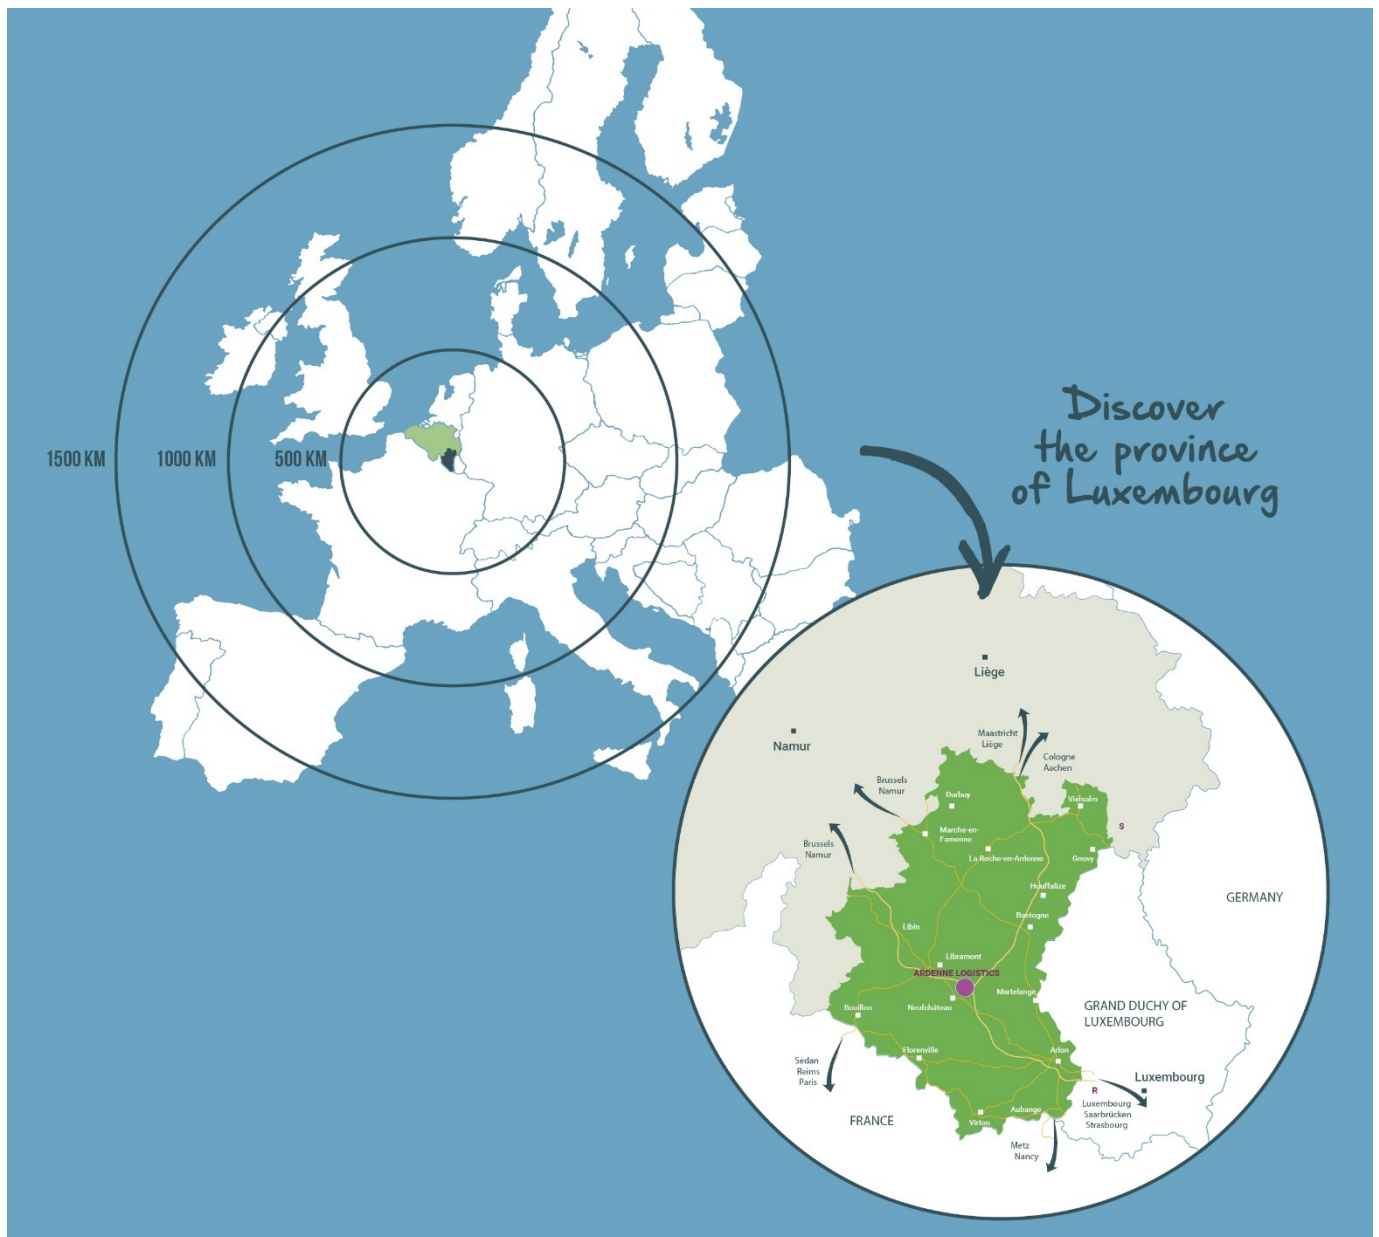 1500 KM
1000 KM
500 KM
Discover
the province
of Luxembourg
Liège
Namur
Maastricht
Liège
Cologne
Aachen
Brussels
Namur
Durbuy
Vielsalm
S
Marche-en-
Famenne
Brussels
Namur
La Roche-en-Ardenne
Gouvy
Houffalize
GERMANY
Bastogne
Libin
Libramont
ARDENNE LOGISTICS
Martelange
Neufchâteau
Bouillon
GRAND DUCHY OF
LUXEMBOURG
Florenville
Arlon
Sedan
Reims
Paris
Luxembourg
R
Luxembourg
Saarbrücken
Strasbourg
Aubange
Virton
FRANCE
Metz
Nancy